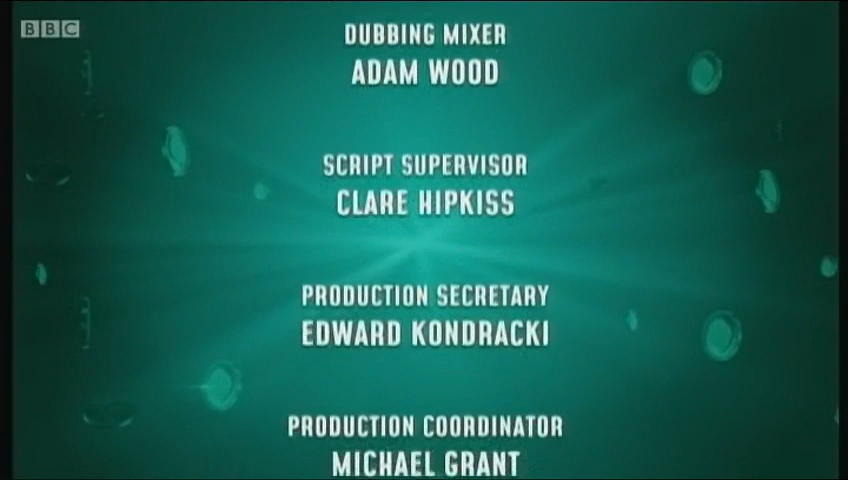 BBC
DUBBING MIXER
ADAM WOOD
SCRIPT SUPERVISOR
CLARE HIPKISS
PRODUCTION SECRETARY
EDWARD KONDRACKI
PRODUCTION COORDINATOR
MICHAEL GRANT